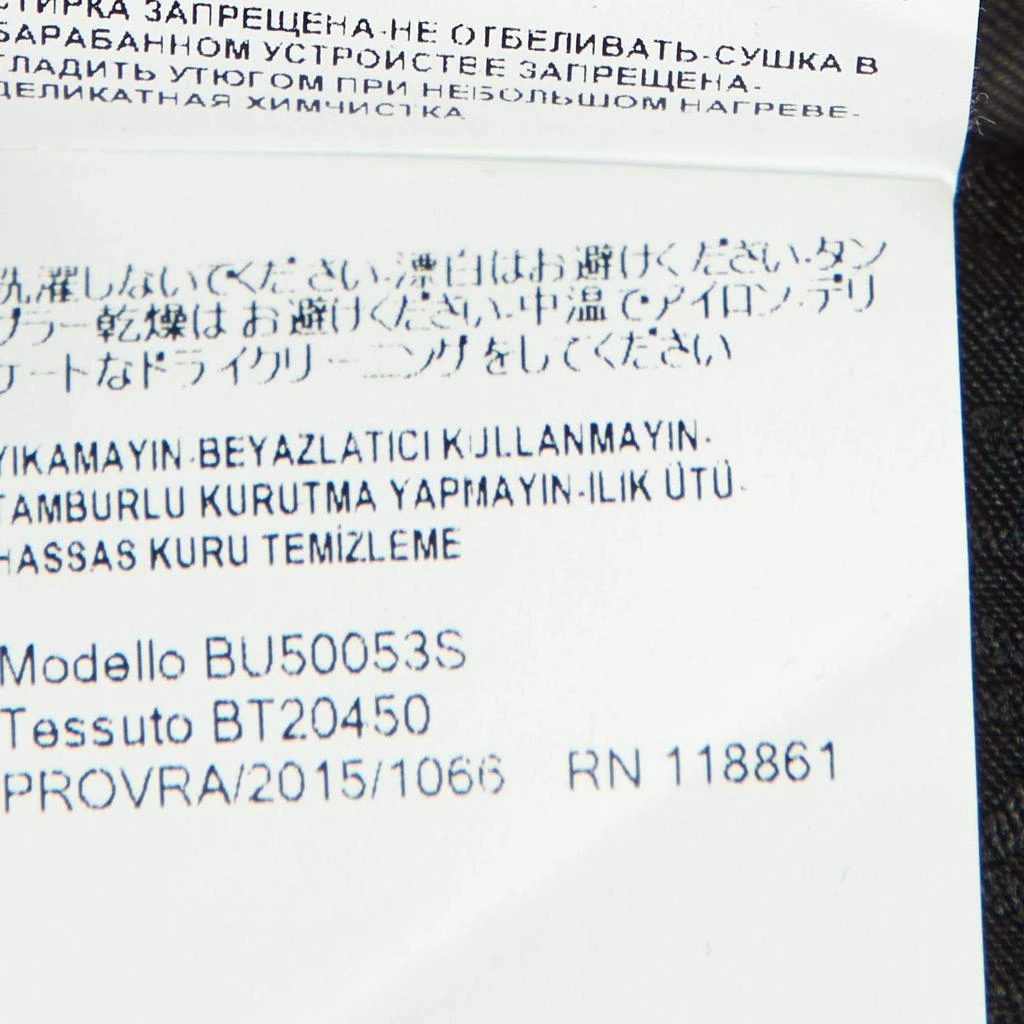 СТИРКА ЗАПРЕЩЕНА-НЕ ОТБЕЛИВАТЬ-СУШКА В
БАРАБАННОМ УСТРОЙСТВЕ ЗАПРЕЩЕНА-
ГЛАДИТЬ УТЮГОМ ПРИ НЕБОЛЬШОМ НАГРЕВЕ-
ДЕЛИКАТНАЯ ХИМЧИСТКА
洗濯しないでください-漂白はお避けください-タン
ブラー乾燥はお避けください-中温でアイロン-デリ
ケートなドライクリーニングをしてください
YIKAMAYIN-BEYAZLATICI KULLANMAYIN-
TAMBURLU KURUTMA YAPMAYIN-ILIK ÜTÜ-
HASSAS KURU TEMİZLEME
Modello BU50053S
Tessuto BT20450
PROVRA/2015/1066 RN 118861